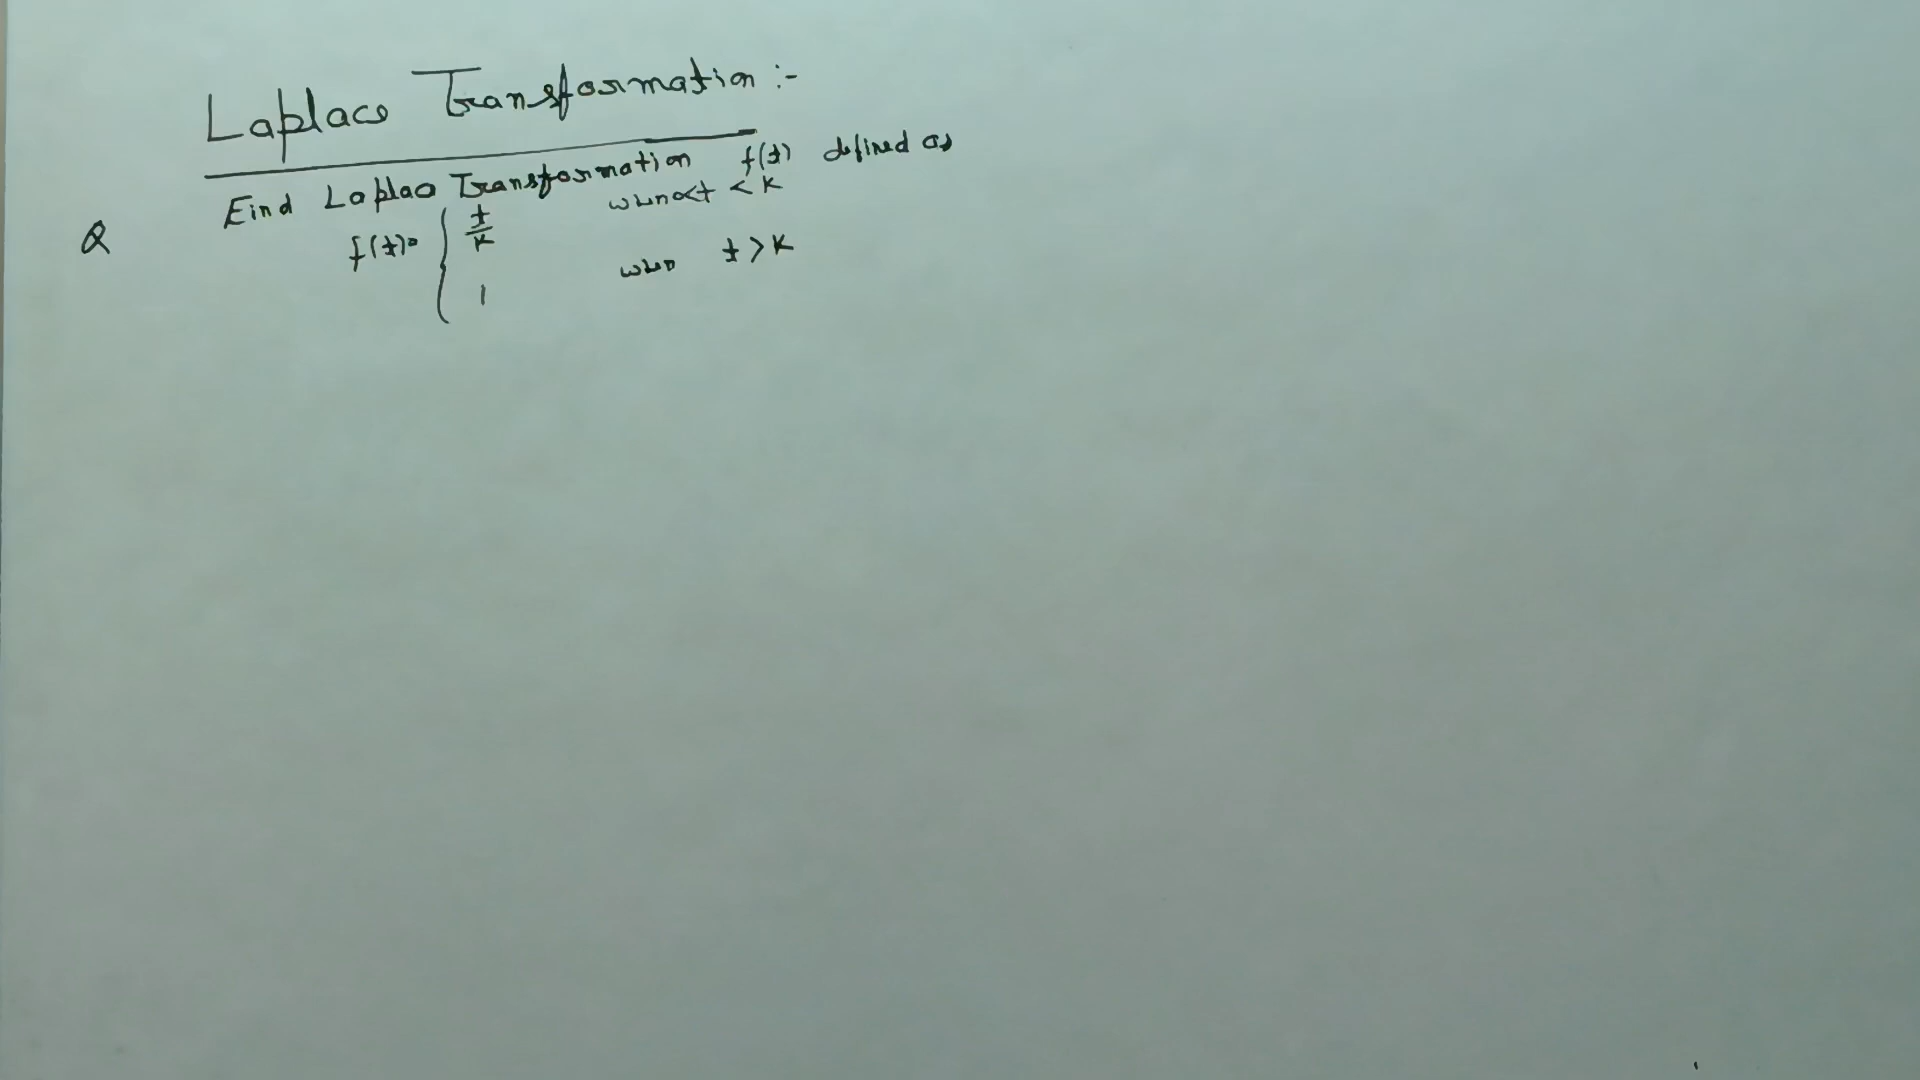 Laplace Transformation :-
Q Find Laplace Transformation f(t) defined as
f(t)= { t/k when 0<t < k
1 when t > k